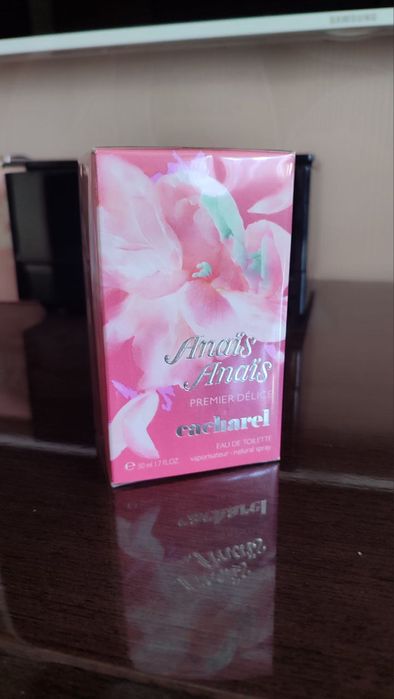 SAMSUNG
Anaïs
Anaïs
PREMIER DÉLICE
cacharel
EAU DE TOILETTE
vaporisateur - natural spray
e 50 ml 1.7 fl.oz